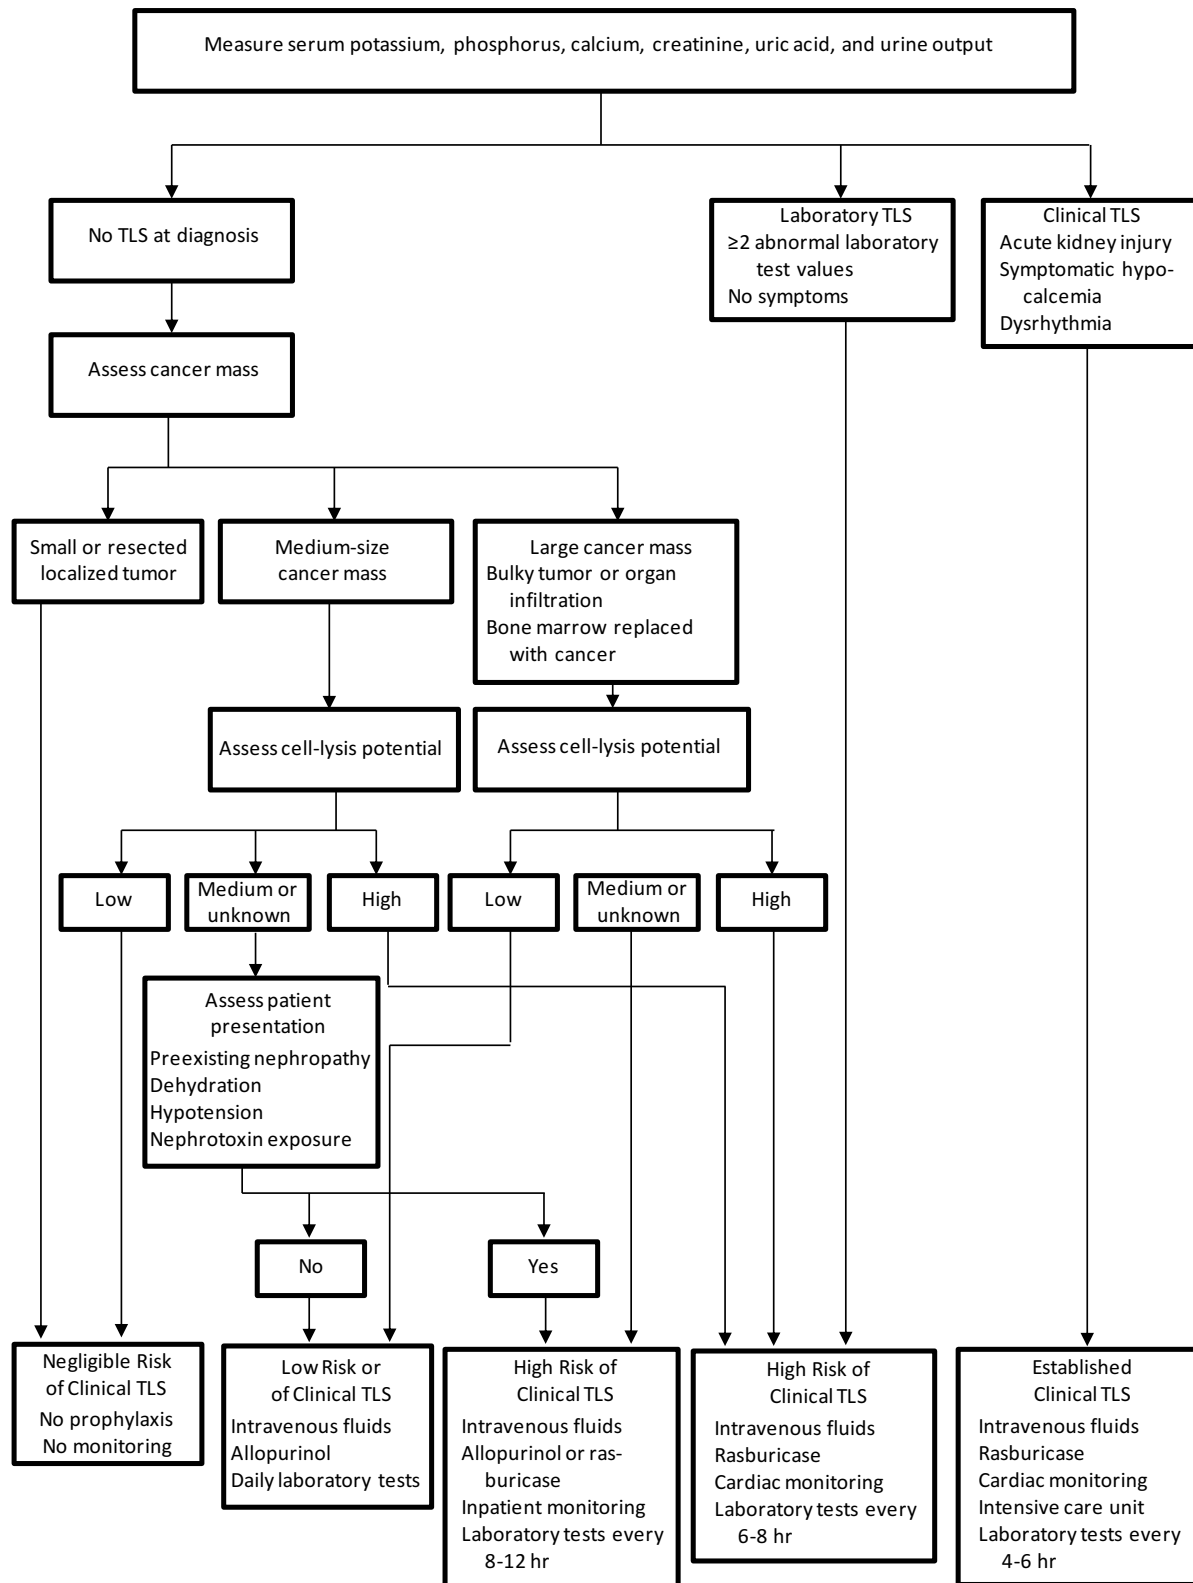 Measure serum potassium, phosphorus, calcium, creatinine, uric acid, and urine output
No TLS at diagnosis
Laboratory TLS
≥2 abnormal laboratory
test values
No symptoms
Clinical TLS
Acute kidney injury
Symptomatic hypo-
calcemia
Dysrhythmia
Assess cancer mass
Small or resected
localized tumor
Medium-size
cancer mass
Large cancer mass
Bulky tumor or organ
infiltration
Bone marrow replaced
with cancer
Assess cell-lysis potential
Assess cell-lysis potential
Low
Medium or
unknown
High
Low
Medium or
unknown
High
Assess patient
presentation
Preexisting nephropathy
Dehydration
Hypotension
Nephrotoxin exposure
No
Yes
Negligible Risk
of Clinical TLS
No prophylaxis
No monitoring
Low Risk or
of Clinical TLS
Intravenous fluids
Allopurinol
Daily laboratory tests
High Risk of
Clinical TLS
Intravenous fluids
Allopurinol or ras-
buricase
Inpatient monitoring
Laboratory tests every
8-12 hr
High Risk of
Clinical TLS
Intravenous fluids
Rasburicase
Cardiac monitoring
Laboratory tests every
6-8 hr
Established
Clinical TLS
Intravenous fluids
Rasburicase
Cardiac monitoring
Intensive care unit
Laboratory tests every
4-6 hr